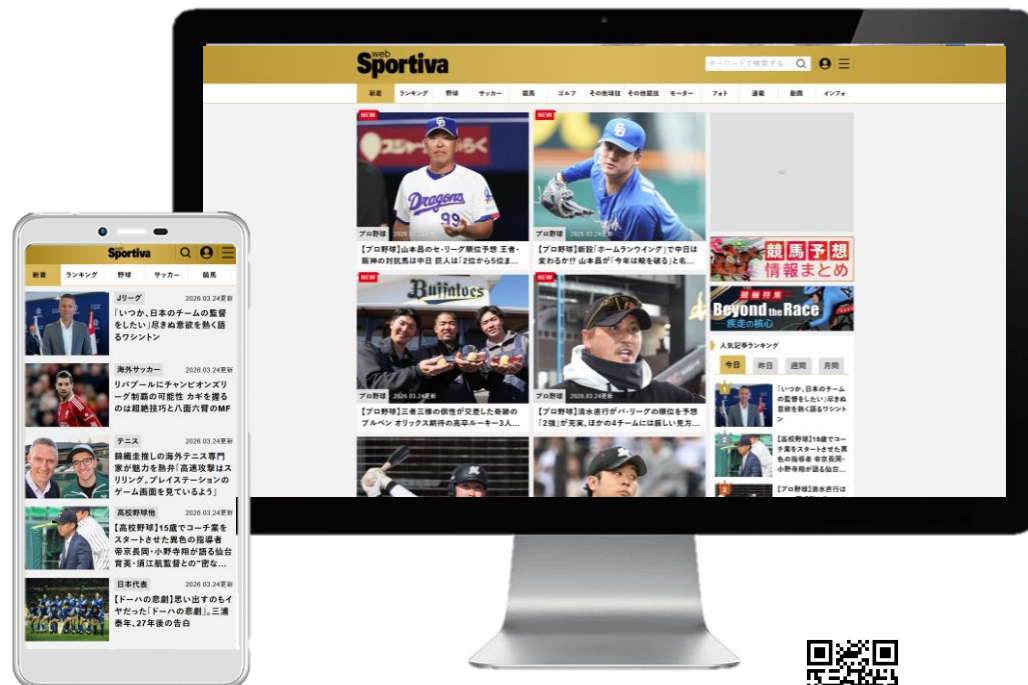 web
Sportiva
キーワードで検索する
新着 ランキング 野球 サッカー 競馬 ゴルフ その他球技 その他競技 モーター フォト 連載 動画 インフォ
NEW
Dragons
99
プロ野球 2026.03.24更新
【プロ野球】山本昌のセ・リーグ順位予想 王者・
阪神の対抗馬は中日 巨人は「2位から5位ま...
NEW
プロ野球 2026.03.24更新
【プロ野球】新設「ホームランウイング」で中日は
変わるか!? 山本昌が「今年は殻を破る」と名...
NEW
Buffaloes
プロ野球 2026.03.24更新
【プロ野球】三者三様の個性が交差した奇跡の
ブルペン オリックス期待の高卒ルーキー3人...
NEW
プロ野球 2026.03.24更新
【プロ野球】清水直行がパ・リーグの順位を予想
「2強」が充実、ほかの4チームには厳しい見方...
競馬予想
情報まとめ
競輪特集
Beyond the Race
疾走の核心
人気記事ランキング
今日 昨日 週間 月間
1
「いつか、日本のチーム
の監督をしたい」尽きぬ
意欲を熱く語るワシント
ン
2
【高校野球】15歳でコー
チ業をスタートさせた異
色の指導者 帝京長岡・
小野寺翔が語る仙台...
3
【プロ野球】清水直行は
web
Sportiva
新着 ランキング 野球 サッカー 競馬
Jリーグ 2026.03.24更新
「いつか、日本のチームの監督
をしたい」尽きぬ意欲を熱く語
るワシントン
海外サッカー 2026.03.24更新
リバプールにチャンピオンズリ
ーグ制覇の可能性 カギを握る
のは超絶技巧と八面六臂のMF
テニス 2026.03.24更新
錦織圭推しの海外テニス専門
家が魅力を熱弁「高速攻撃はス
リリング。プレイステーションの
ゲーム画面を見ているよう」
高校野球他 2026.03.24更新
【高校野球】15歳でコーチ業を
スタートさせた異色の指導者
帝京長岡・小野寺翔が語る仙台
育英・須江航監督との"密な...
日本代表 2026.03.24更新
【ドーハの悲劇】思い出すのもイ
ヤだった「ドーハの悲劇」。三浦
泰年、27年後の告白